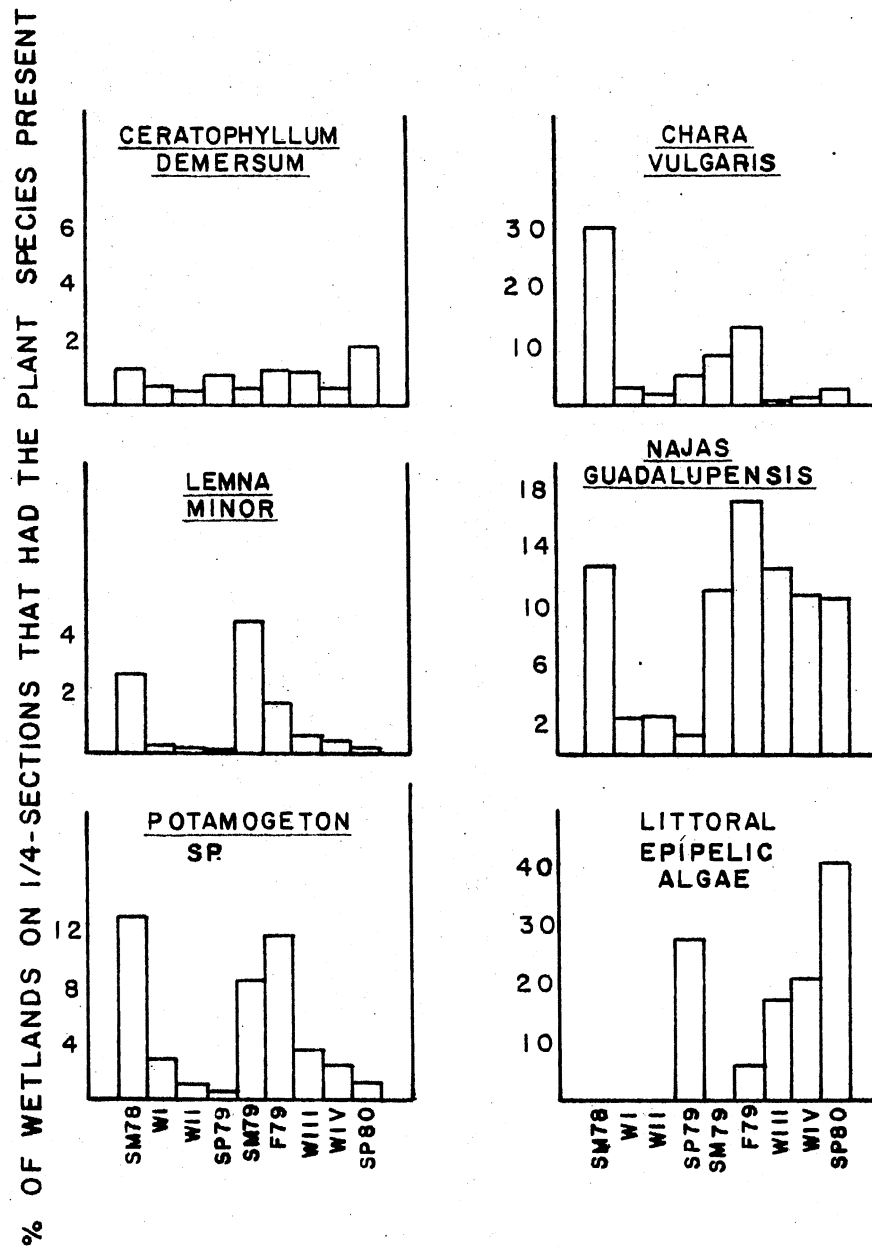 % OF WETLANDS ON 1/4-SECTIONS THAT HAD THE PLANT SPECIES PRESENT
CERATOPHYLLUM
DEMERSUM
6
4
2
CHARA
VULGARIS
30
20
10
LEMNA
MINOR
4
2
NAJAS
GUADALUPENSIS
18
14
10
6
2
POTAMOGETON
SP.
12
8
4
SM78
WI
WII
SP79
SM79
F79
WIII
WIV
SP80
LITTORAL
EPÍPELIC
ALGAE
40
30
20
10
SM78
WI
WII
SP79
SM79
F79
WIII
WIV
SP80